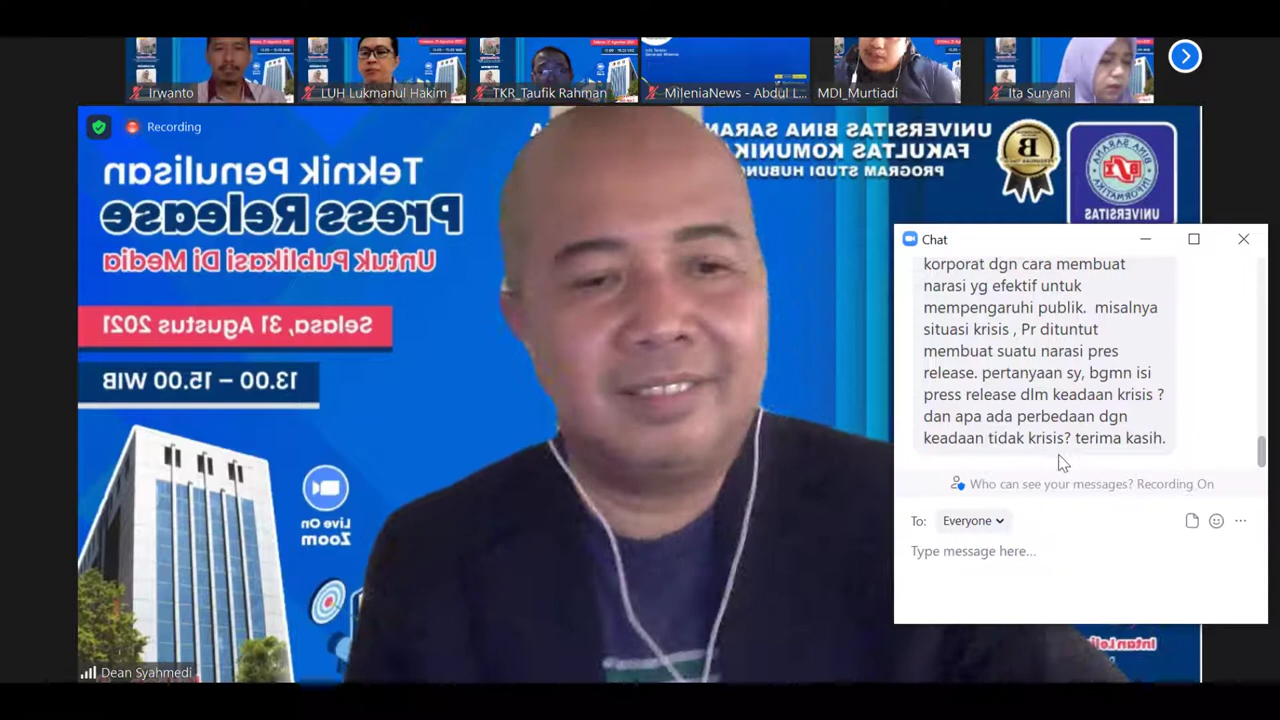 Irwanto
LUH Lukmanul Hakim
TKR_Taufik Rahman
MileniaNews - Abdul L...
MDI_Murtiadi
Ita Suryani
Recording
UNIVERSITAS BINA SARANA
FAKULTAS KOMUNIKA
PROGRAM STUDI HUBUNG
B
BSI
UNIVERSITAS
Teknik Penulisan
Press Release
Untuk Publikasi Di Media
Selasa, 31 Agustus 2021
13.00 – 15.00 WIB
Live On
Zoom
Dean Syahmedi
Chat
korporat dgn cara membuat
narasi yg efektif untuk
mempengaruhi publik. misalnya
situasi krisis , Pr dituntut
membuat suatu narasi pres
release. pertanyaan sy, bgmn isi
press release dlm keadaan krisis ?
dan apa ada perbedaan dgn
keadaan tidak krisis? terima kasih.
Who can see your messages? Recording On
To: Everyone
Type message here...